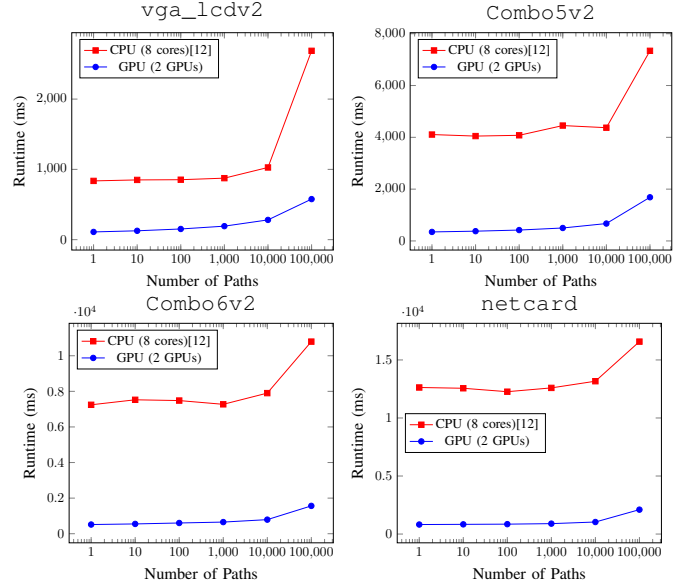 vga_lcdv2
CPU (8 cores)[12]
GPU (2 GPUs)
2,000
1,000
0
Runtime (ms)
1 10 100 1,000 10,000 100,000
Number of Paths
Combo5v2
CPU (8 cores)[12]
GPU (2 GPUs)
8,000
6,000
4,000
2,000
0
Runtime (ms)
1 10 100 1,000 10,000 100,000
Number of Paths
Combo6v2
·10^4
CPU (8 cores)[12]
GPU (2 GPUs)
1
0.8
0.6
0.4
0.2
0
Runtime (ms)
1 10 100 1,000 10,000 100,000
Number of Paths
netcard
·10^4
CPU (8 cores)[12]
GPU (2 GPUs)
1.5
1
0.5
0
Runtime (ms)
1 10 100 1,000 10,000 100,000
Number of Paths